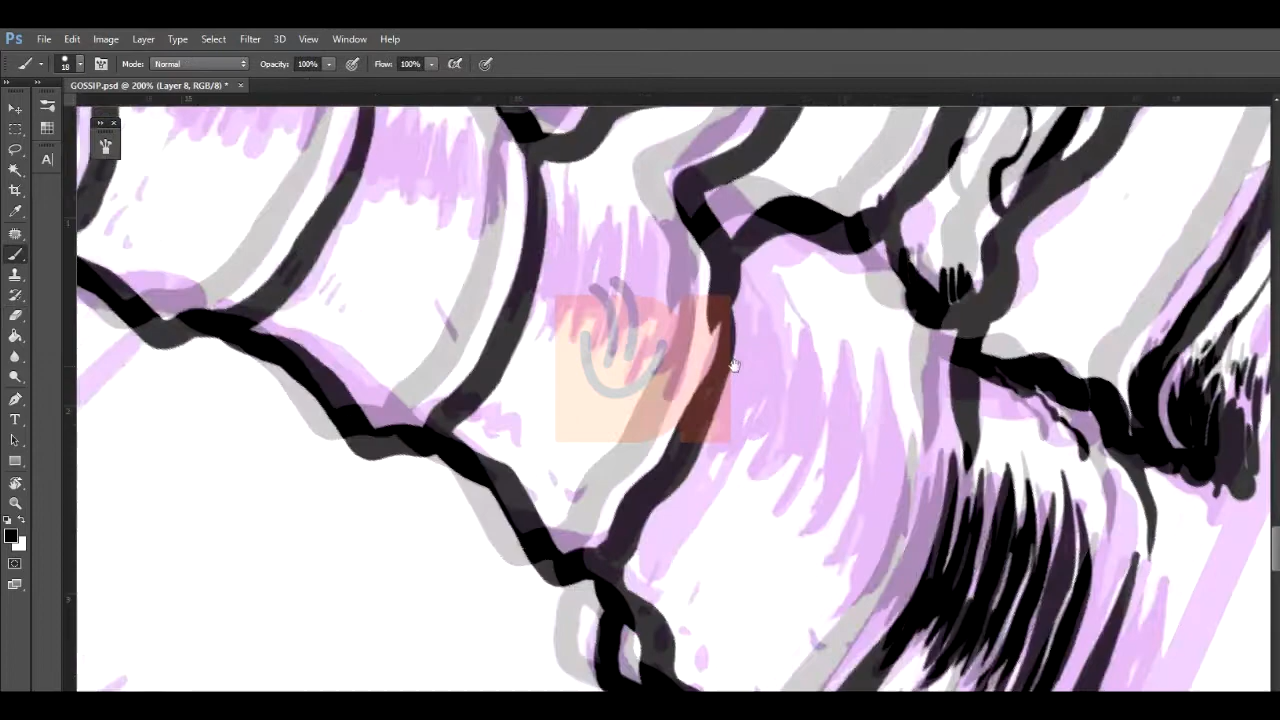 Ps File Edit Image Layer Type Select Filter 3D View Window Help
18 Mode: Normal Opacity: 100% Flow: 100%
GOSSIP.psd @ 200% (Layer 8, RGB/8) *
A
T